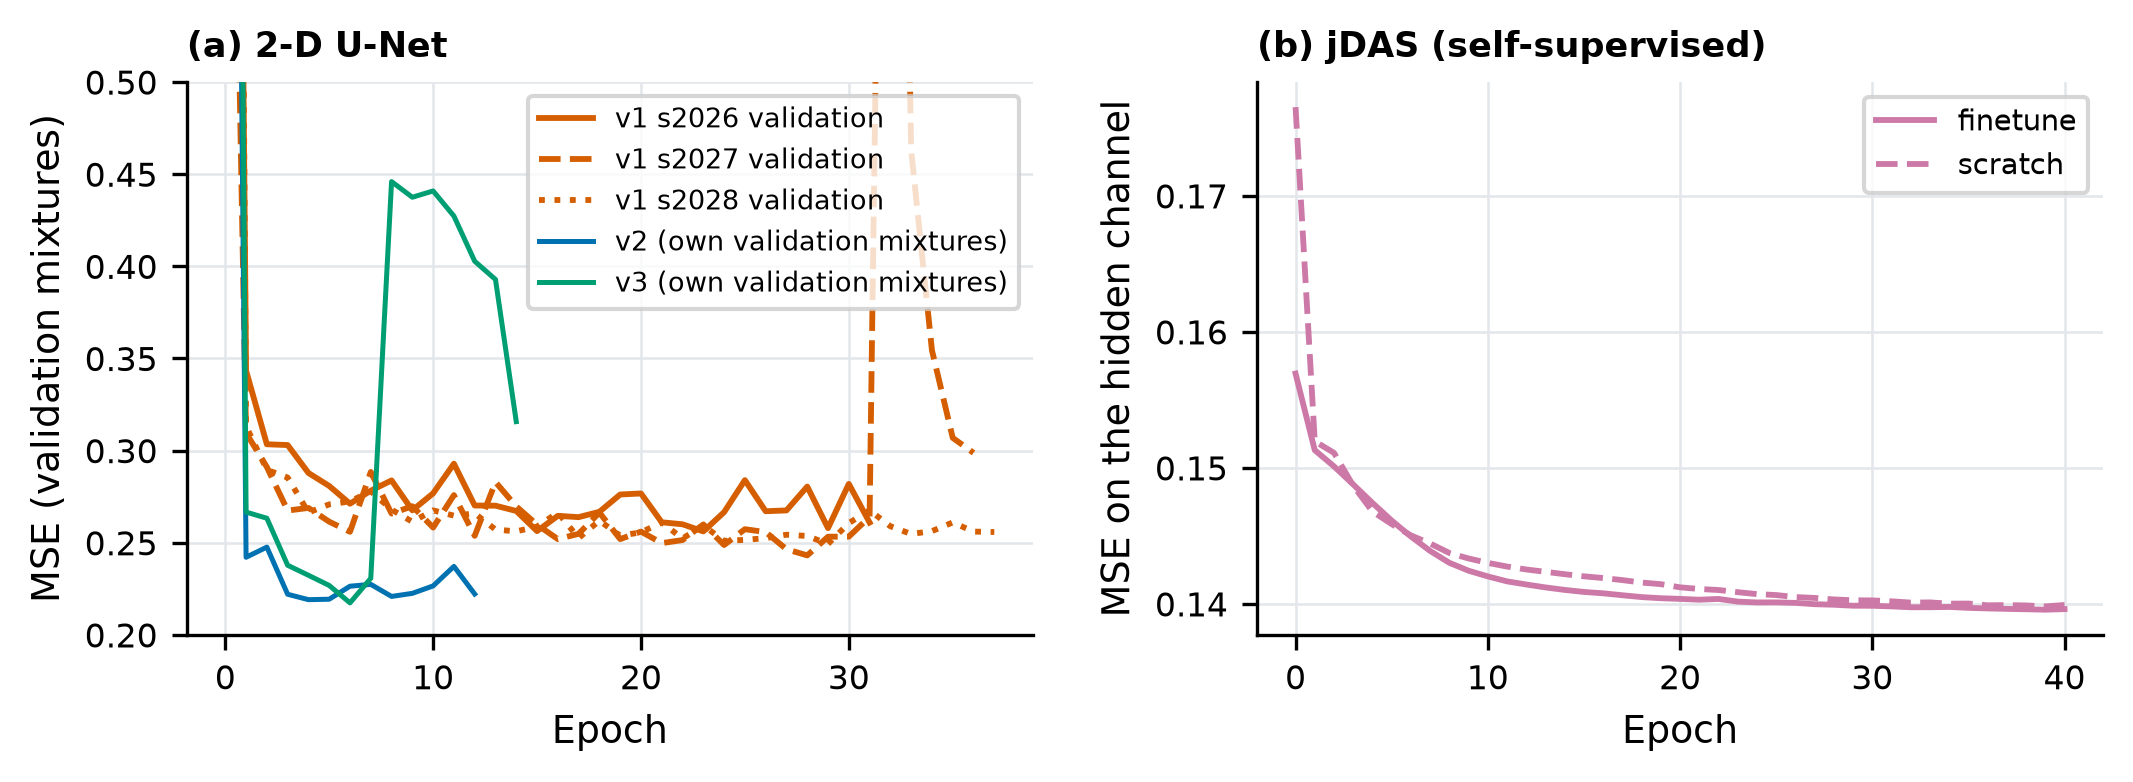 (a) 2-D U-Net
MSE (validation mixtures)
0.50
0.45
0.40
0.35
0.30
0.25
0.20
v1 s2026 validation
v1 s2027 validation
v1 s2028 validation
v2 (own validation mixtures)
v3 (own validation mixtures)
0 10 20 30
Epoch
(b) jDAS (self-supervised)
MSE on the hidden channel
0.17
0.16
0.15
0.14
finetune
scratch
0 10 20 30 40
Epoch